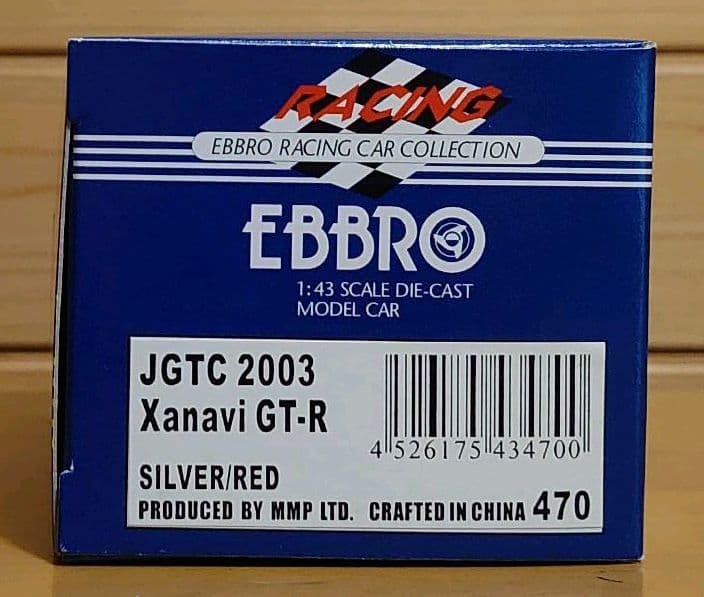 RACING
EBBRO RACING CAR COLLECTION
EBBRO
1:43 SCALE DIE-CAST
MODEL CAR
JGTC 2003
Xanavi GT-R
4 526175 434700
SILVER/RED
PRODUCED BY MMP LTD. CRAFTED IN CHINA 470